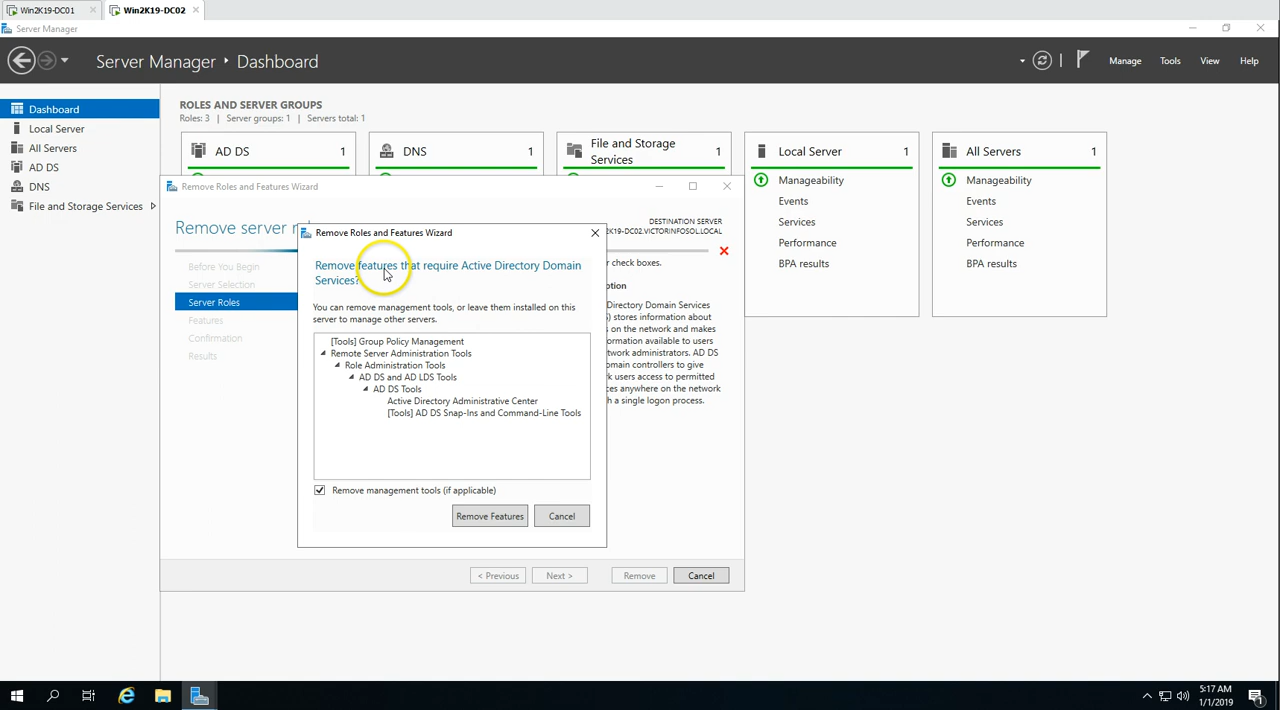 Win2K19-DC01
Win2K19-DC02
Server Manager
Server Manager ‣ Dashboard
Manage
Tools
View
Help
Dashboard
Local Server
All Servers
AD DS
DNS
File and Storage Services
ROLES AND SERVER GROUPS
Roles: 3 | Server groups: 1 | Servers total: 1
AD DS 1
DNS 1
File and Storage
Services
1
Local Server 1
Manageability
Events
Services
Performance
BPA results
All Servers 1
Manageability
Events
Services
Performance
BPA results
Remove Roles and Features Wizard
Remove server
DESTINATION SERVER
2K19-DC02.VICTORINFOSOL.LOCAL
Before You Begin
Server Selection
Server Roles
Features
Confirmation
Results
check boxes.
Directory Domain Services
stores information about
on the network and makes
available to users
AD DS
domain controllers to give
users access to permitted
anywhere on the network
a single logon process.
Remove Roles and Features Wizard
Remove features that require Active Directory Domain
Services?
You can remove management tools, or leave them installed on this
server to manage other servers.
[Tools] Group Policy Management
Remote Server Administration Tools
Role Administration Tools
AD DS and AD LDS Tools
AD DS Tools
Active Directory Administrative Center
[Tools] AD DS Snap-Ins and Command-Line Tools
Remove management tools (if applicable)
Remove Features
Cancel
< Previous
Next >
Remove
Cancel
5:17 AM
1/1/2019
1